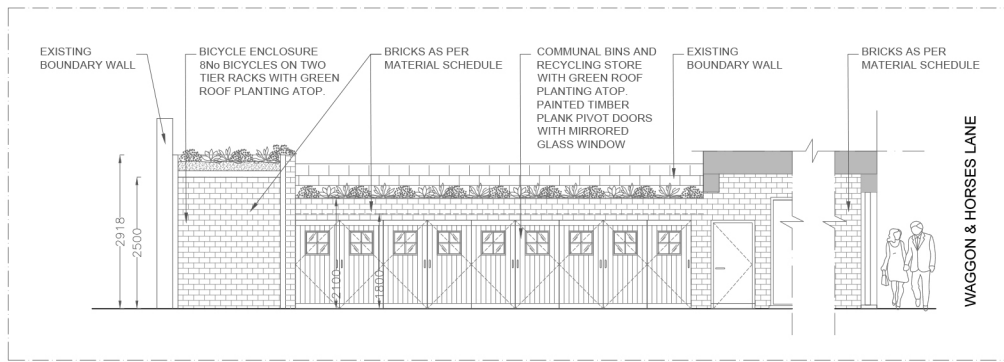 EXISTING
BOUNDARY WALL
BICYCLE ENCLOSURE
8No BICYCLES ON TWO
TIER RACKS WITH GREEN
ROOF PLANTING ATOP.
BRICKS AS PER
MATERIAL SCHEDULE
COMMUNAL BINS AND
RECYCLING STORE
WITH GREEN ROOF
PLANTING ATOP.
PAINTED TIMBER
PLANK PIVOT DOORS
WITH MIRRORED
GLASS WINDOW
EXISTING
BOUNDARY WALL
BRICKS AS PER
MATERIAL SCHEDULE
2918
2500
2100
1800
WAGGON & HORSES LANE